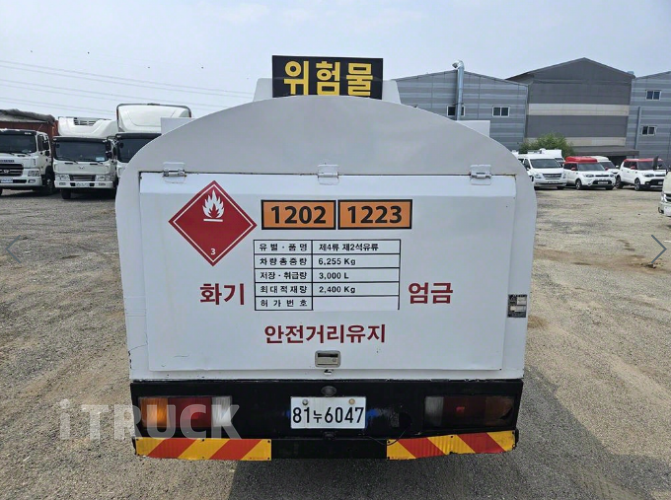 위험물
1202 1223
3
유별·품명 제4류 제2석유류
차량총중량 6,255 Kg
저장·취급량 3,000 L
최대적재량 2,400 Kg
허가번호
화기 엄금
안전거리유지
81누6047
iTRUCK